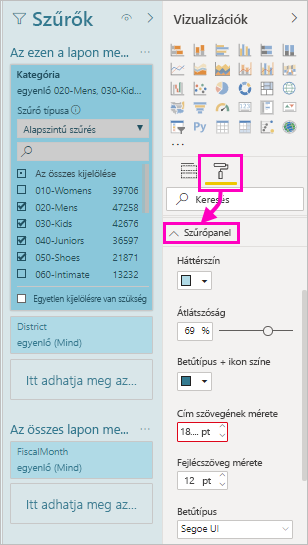 Szűrők
Az ezen a lapon me... ...
Kategória
egyenlő 020-Mens, 030-Kid...
Szűrő típusa
Alapszintű szűrés
Az összes kijelölése
010-Womens 39706
020-Mens 47258
030-Kids 42676
040-Juniors 36597
050-Shoes 21871
060-Intimate 13232
Egyetlen kijelölésre van szükség
District
egyenlő (Mind)
Itt adhatja meg az...
Az összes lapon me... ...
FiscalMonth
egyenlő (Mind)
Itt adhatja meg az...
Vizualizációk
R Py
...
Keresés
Szűrőpanel
Háttérszín
Átlátszóság
69 %
Betűtípus + ikon színe
Cím szövegének mérete
18.... pt
Fejlécszöveg mérete
12 pt
Betűtípus
Segoe UI